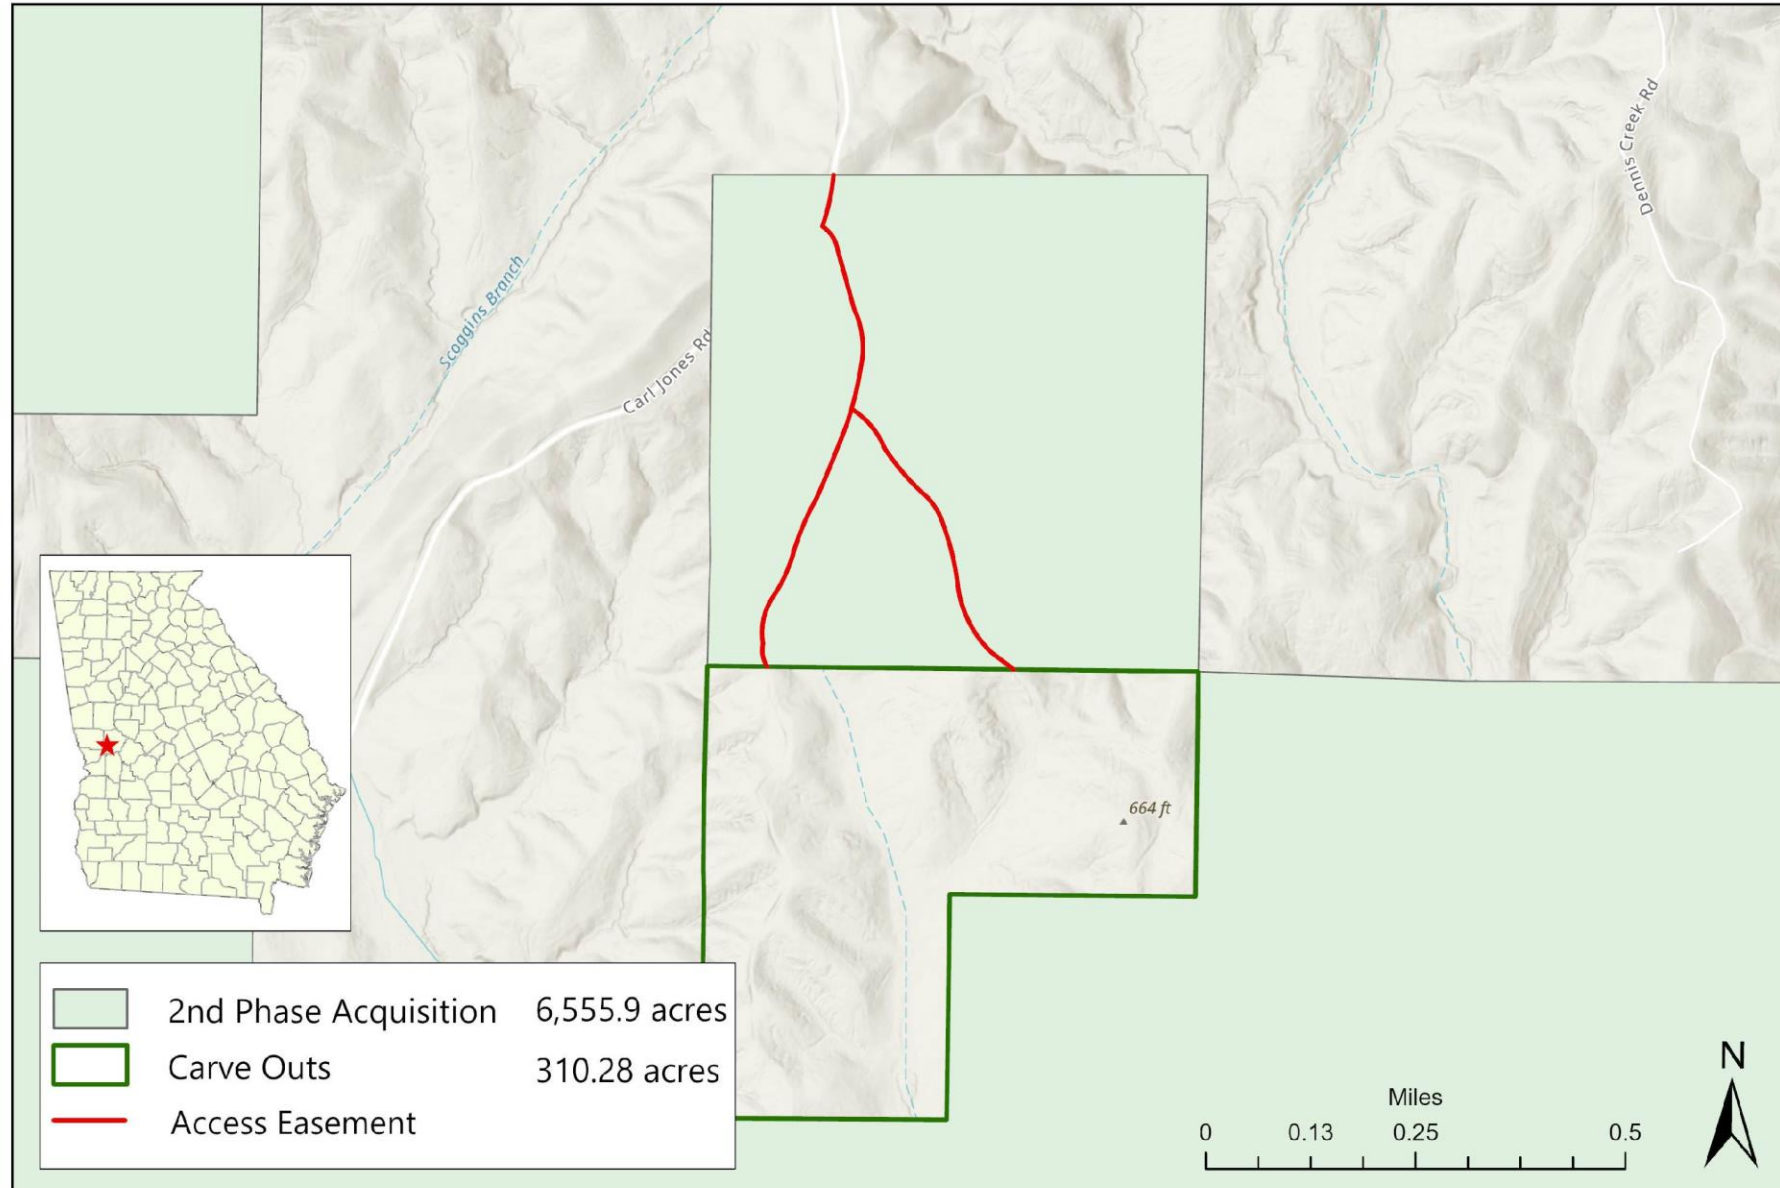 Dennis Creek Rd
Scoggins Branch
Carl Jones Rd
664 ft
2nd Phase Acquisition 6,555.9 acres
Carve Outs 310.28 acres
Access Easement
N
Miles
0 0.13 0.25 0.5